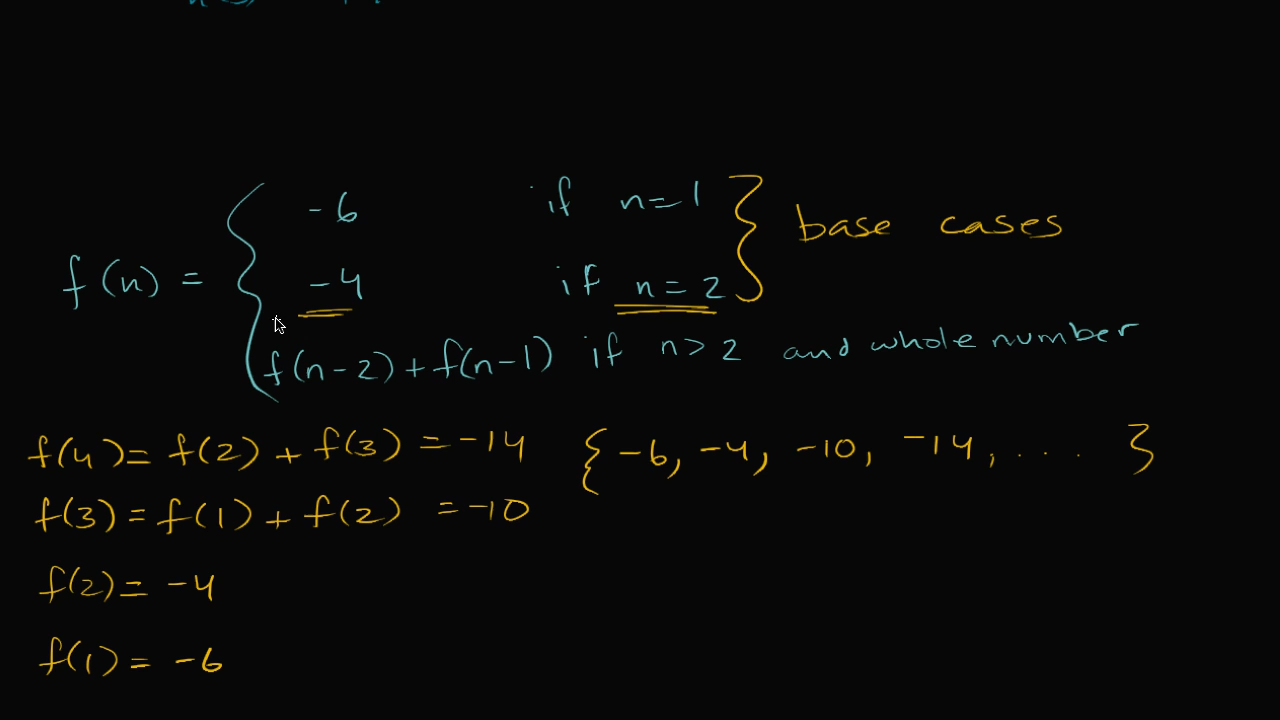 -6 if n=1
base cases
f(n) = { -4 if n=2
f(n-2)+f(n-1) if n>2 and whole number
f(4)= f(2)+f(3) = -14 {-6, -4, -10, -14, ... }
f(3)= f(1)+f(2) = -10
f(2)= -4
f(1)= -6